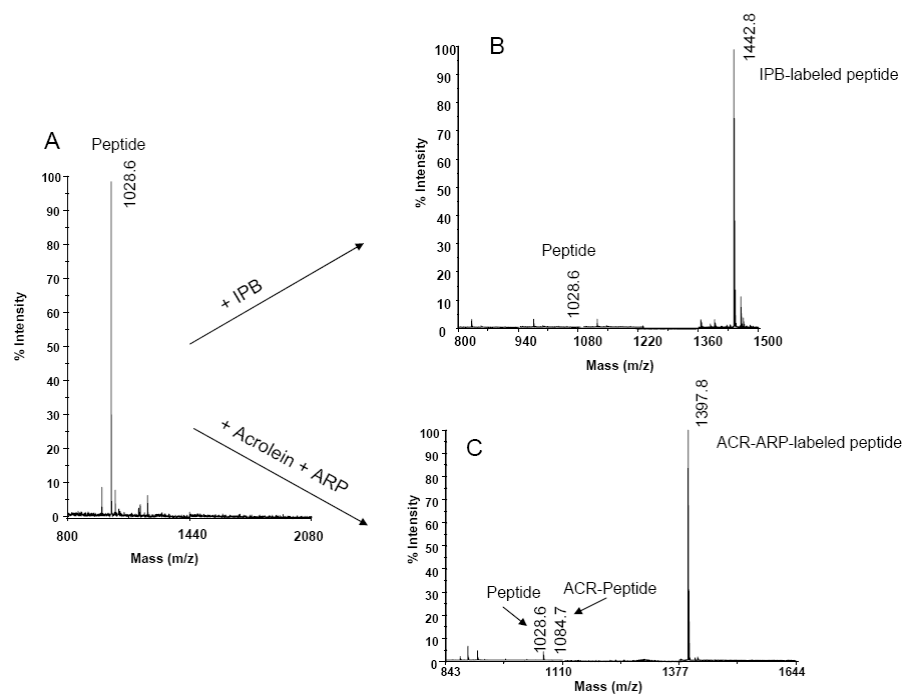 A
Peptide
1028.6
100
90
80
70
60
50
40
30
20
10
0
% Intensity
800 1440 2080
Mass (m/z)
+ IPB
+ Acrolein + ARP
B
1442.8
IPB-labeled peptide
Peptide
1028.6
100
90
80
70
60
50
40
30
20
10
0
% Intensity
800 940 1080 1220 1360 1500
Mass (m/z)
C
1397.8
ACR-ARP-labeled peptide
Peptide
1028.6
ACR-Peptide
1084.7
100
90
80
70
60
50
40
30
20
10
0
% Intensity
843 1110 1377 1644
Mass (m/z)